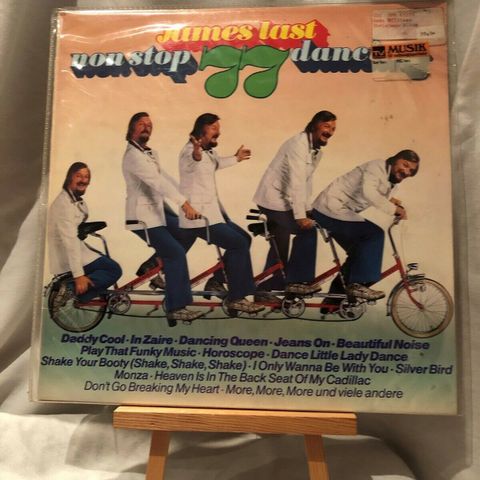 James last
non stop
77
MUSIK
Daddy Cool · In Zaire · Dancing Queen · Jeans On · Beautiful Noise
Play That Funky Music · Horoscope · Dance Little Lady Dance
Shake Your Booty (Shake, Shake, Shake) · I Only Wanna Be With You · Silver Bird
Monza · Heaven Is In The Back Seat Of My Cadillac
Don't Go Breaking My Heart · More, More, More und viele andere